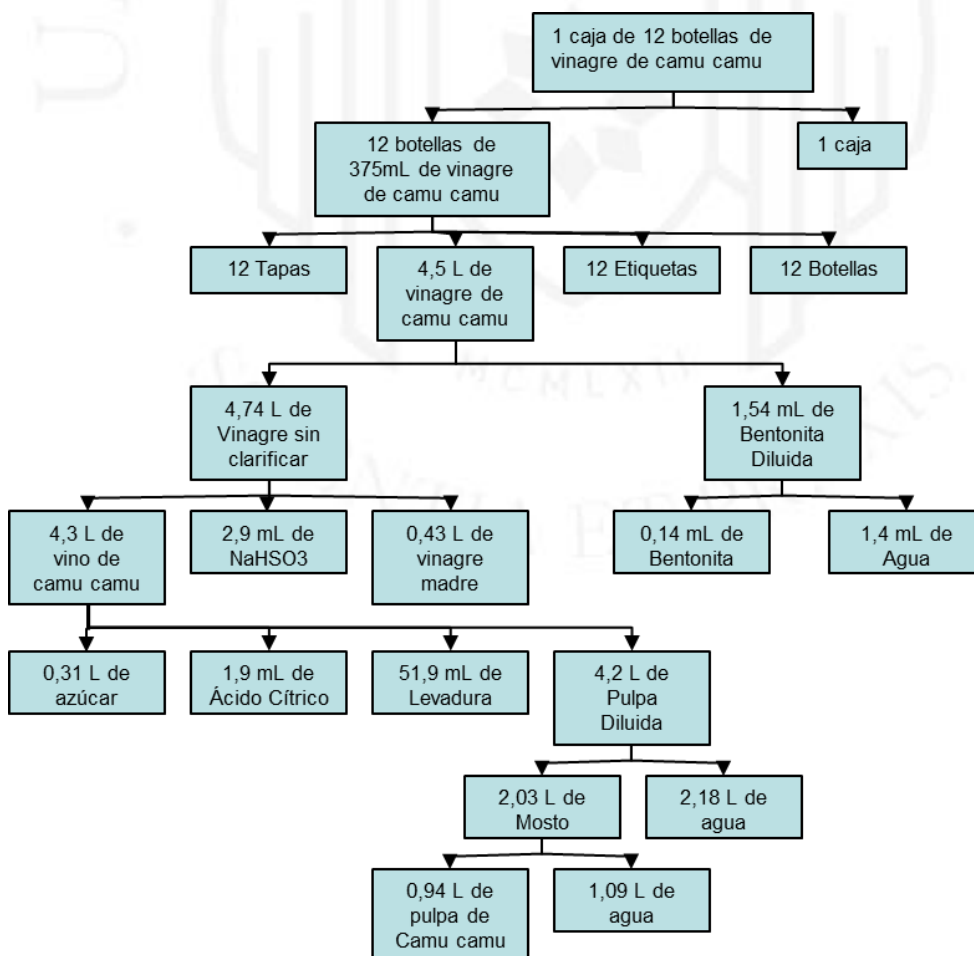 1 caja de 12 botellas de
vinagre de camu camu
12 botellas de
375mL de vinagre
de camu camu
1 caja
12 Tapas
4,5 L de
vinagre de
camu camu
12 Etiquetas
12 Botellas
MCMLXII
4,74 L de
Vinagre sin
clarificar
1,54 mL de
Bentonita
Diluida
4,3 L de
vino de
camu camu
2,9 mL de
NaHSO3
0,43 L de
vinagre
madre
0,14 mL de
Bentonita
1,4 mL de
Agua
0,31 L de
azúcar
1,9 mL de
Ácido Cítrico
51,9 mL de
Levadura
4,2 L de
Pulpa
Diluida
2,03 L de
Mosto
2,18 L de
agua
0,94 L de
pulpa de
Camu camu
1,09 L de
agua